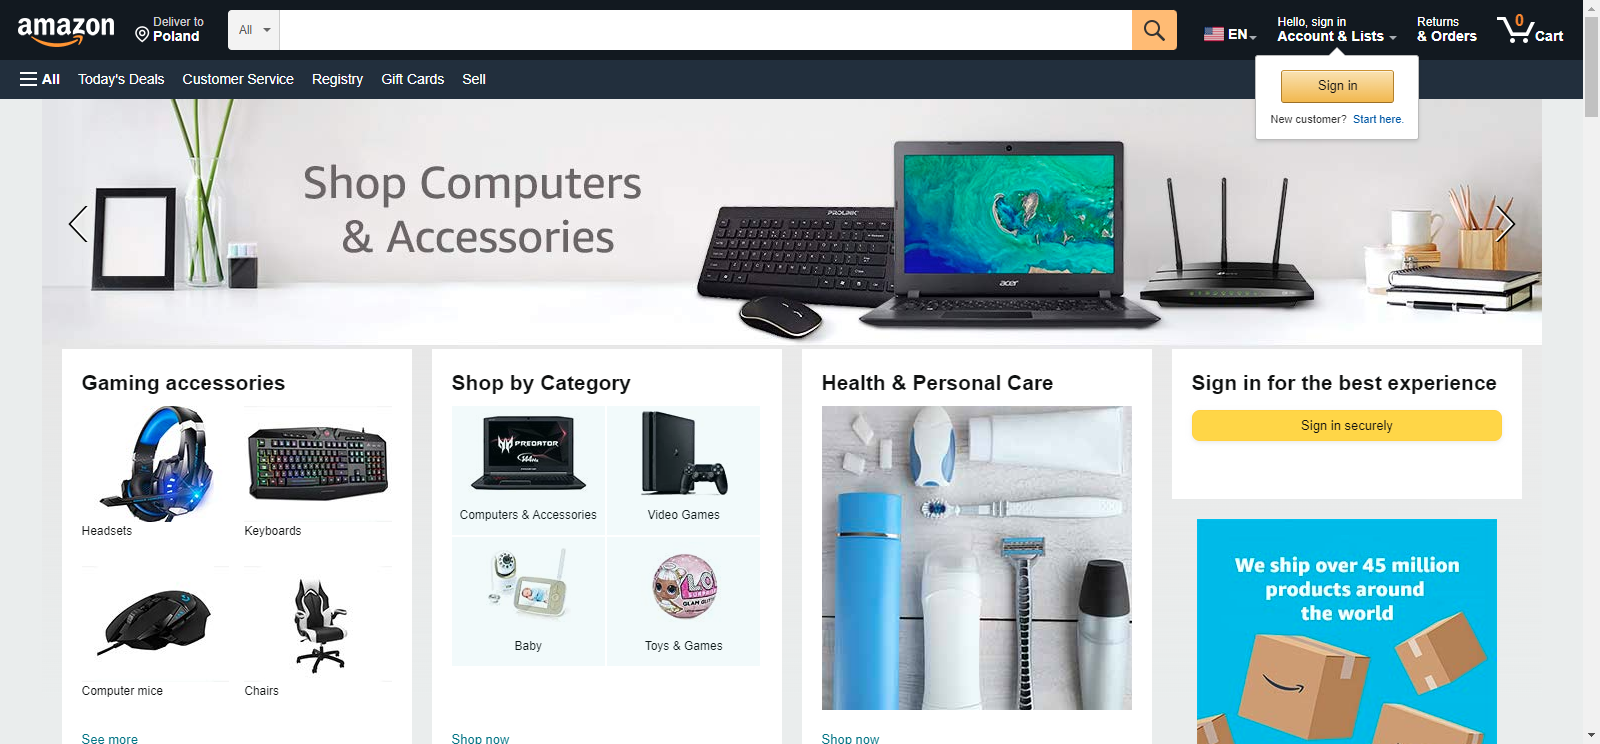 amazon
Deliver to
Poland
All
EN
Hello, sign in
Account & Lists
Returns
& Orders
0
Cart
All
Today's Deals
Customer Service
Registry
Gift Cards
Sell
Sign in
New customer? Start here.
Shop Computers
& Accessories
PROLINK
acer
Gaming accessories
Headsets
Keyboards
Computer mice
Chairs
See more
Shop by Category
PREDATOR
144Hz
Computers & Accessories
Video Games
L.O.L.
SURPRISE
GLAM GLITTER
Baby
Toys & Games
Shop now
Health & Personal Care
Shop now
Sign in for the best experience
Sign in securely
We ship over 45 million
products around
the world